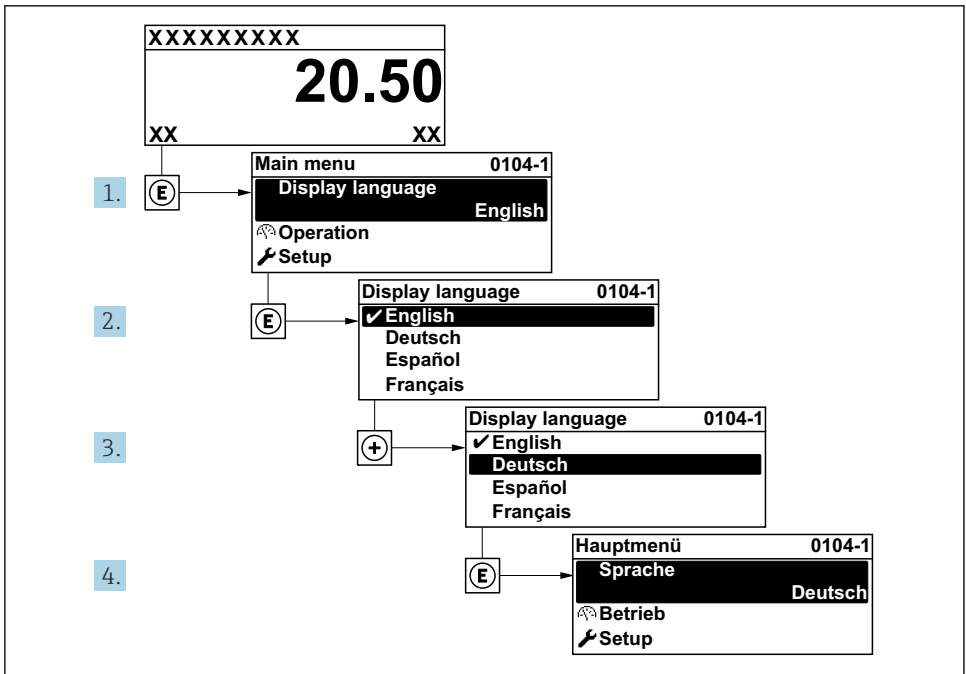 XXXXXXXXX
20.50
XX XX
1. E
Main menu 0104-1
Display language
English
Operation
Setup
2. E
Display language 0104-1
✔English
Deutsch
Español
Français
3. +
Display language 0104-1
✔English
Deutsch
Español
Français
4. E
Hauptmenü 0104-1
Sprache
Deutsch
Betrieb
Setup